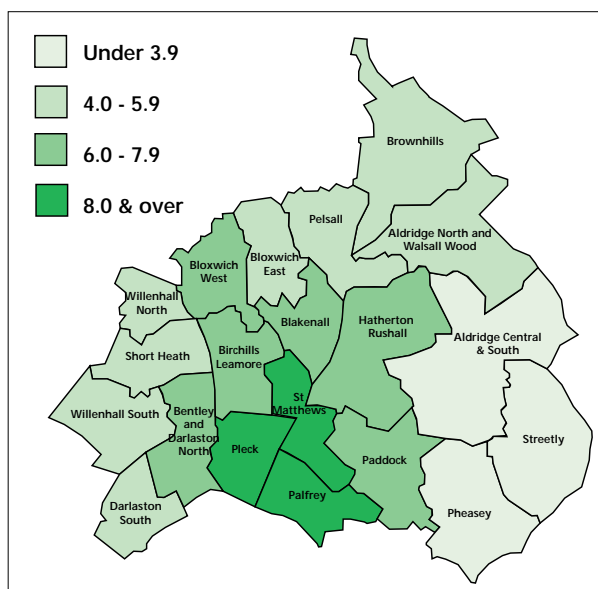 Under 3.9
4.0 - 5.9
6.0 - 7.9
8.0 & over
Brownhills
Pelsall
Aldridge North and
Walsall Wood
Bloxwich
East
Bloxwich
West
Willenhall
North
Blakenall
Hatherton
Rushall
Aldridge Central
& South
Short Heath
Birchills
Leamore
St
Matthews
Willenhall South
Bentley
and
Darlaston
North
Pleck
Paddock
Streetly
Palfrey
Darlaston
South
Pheasey